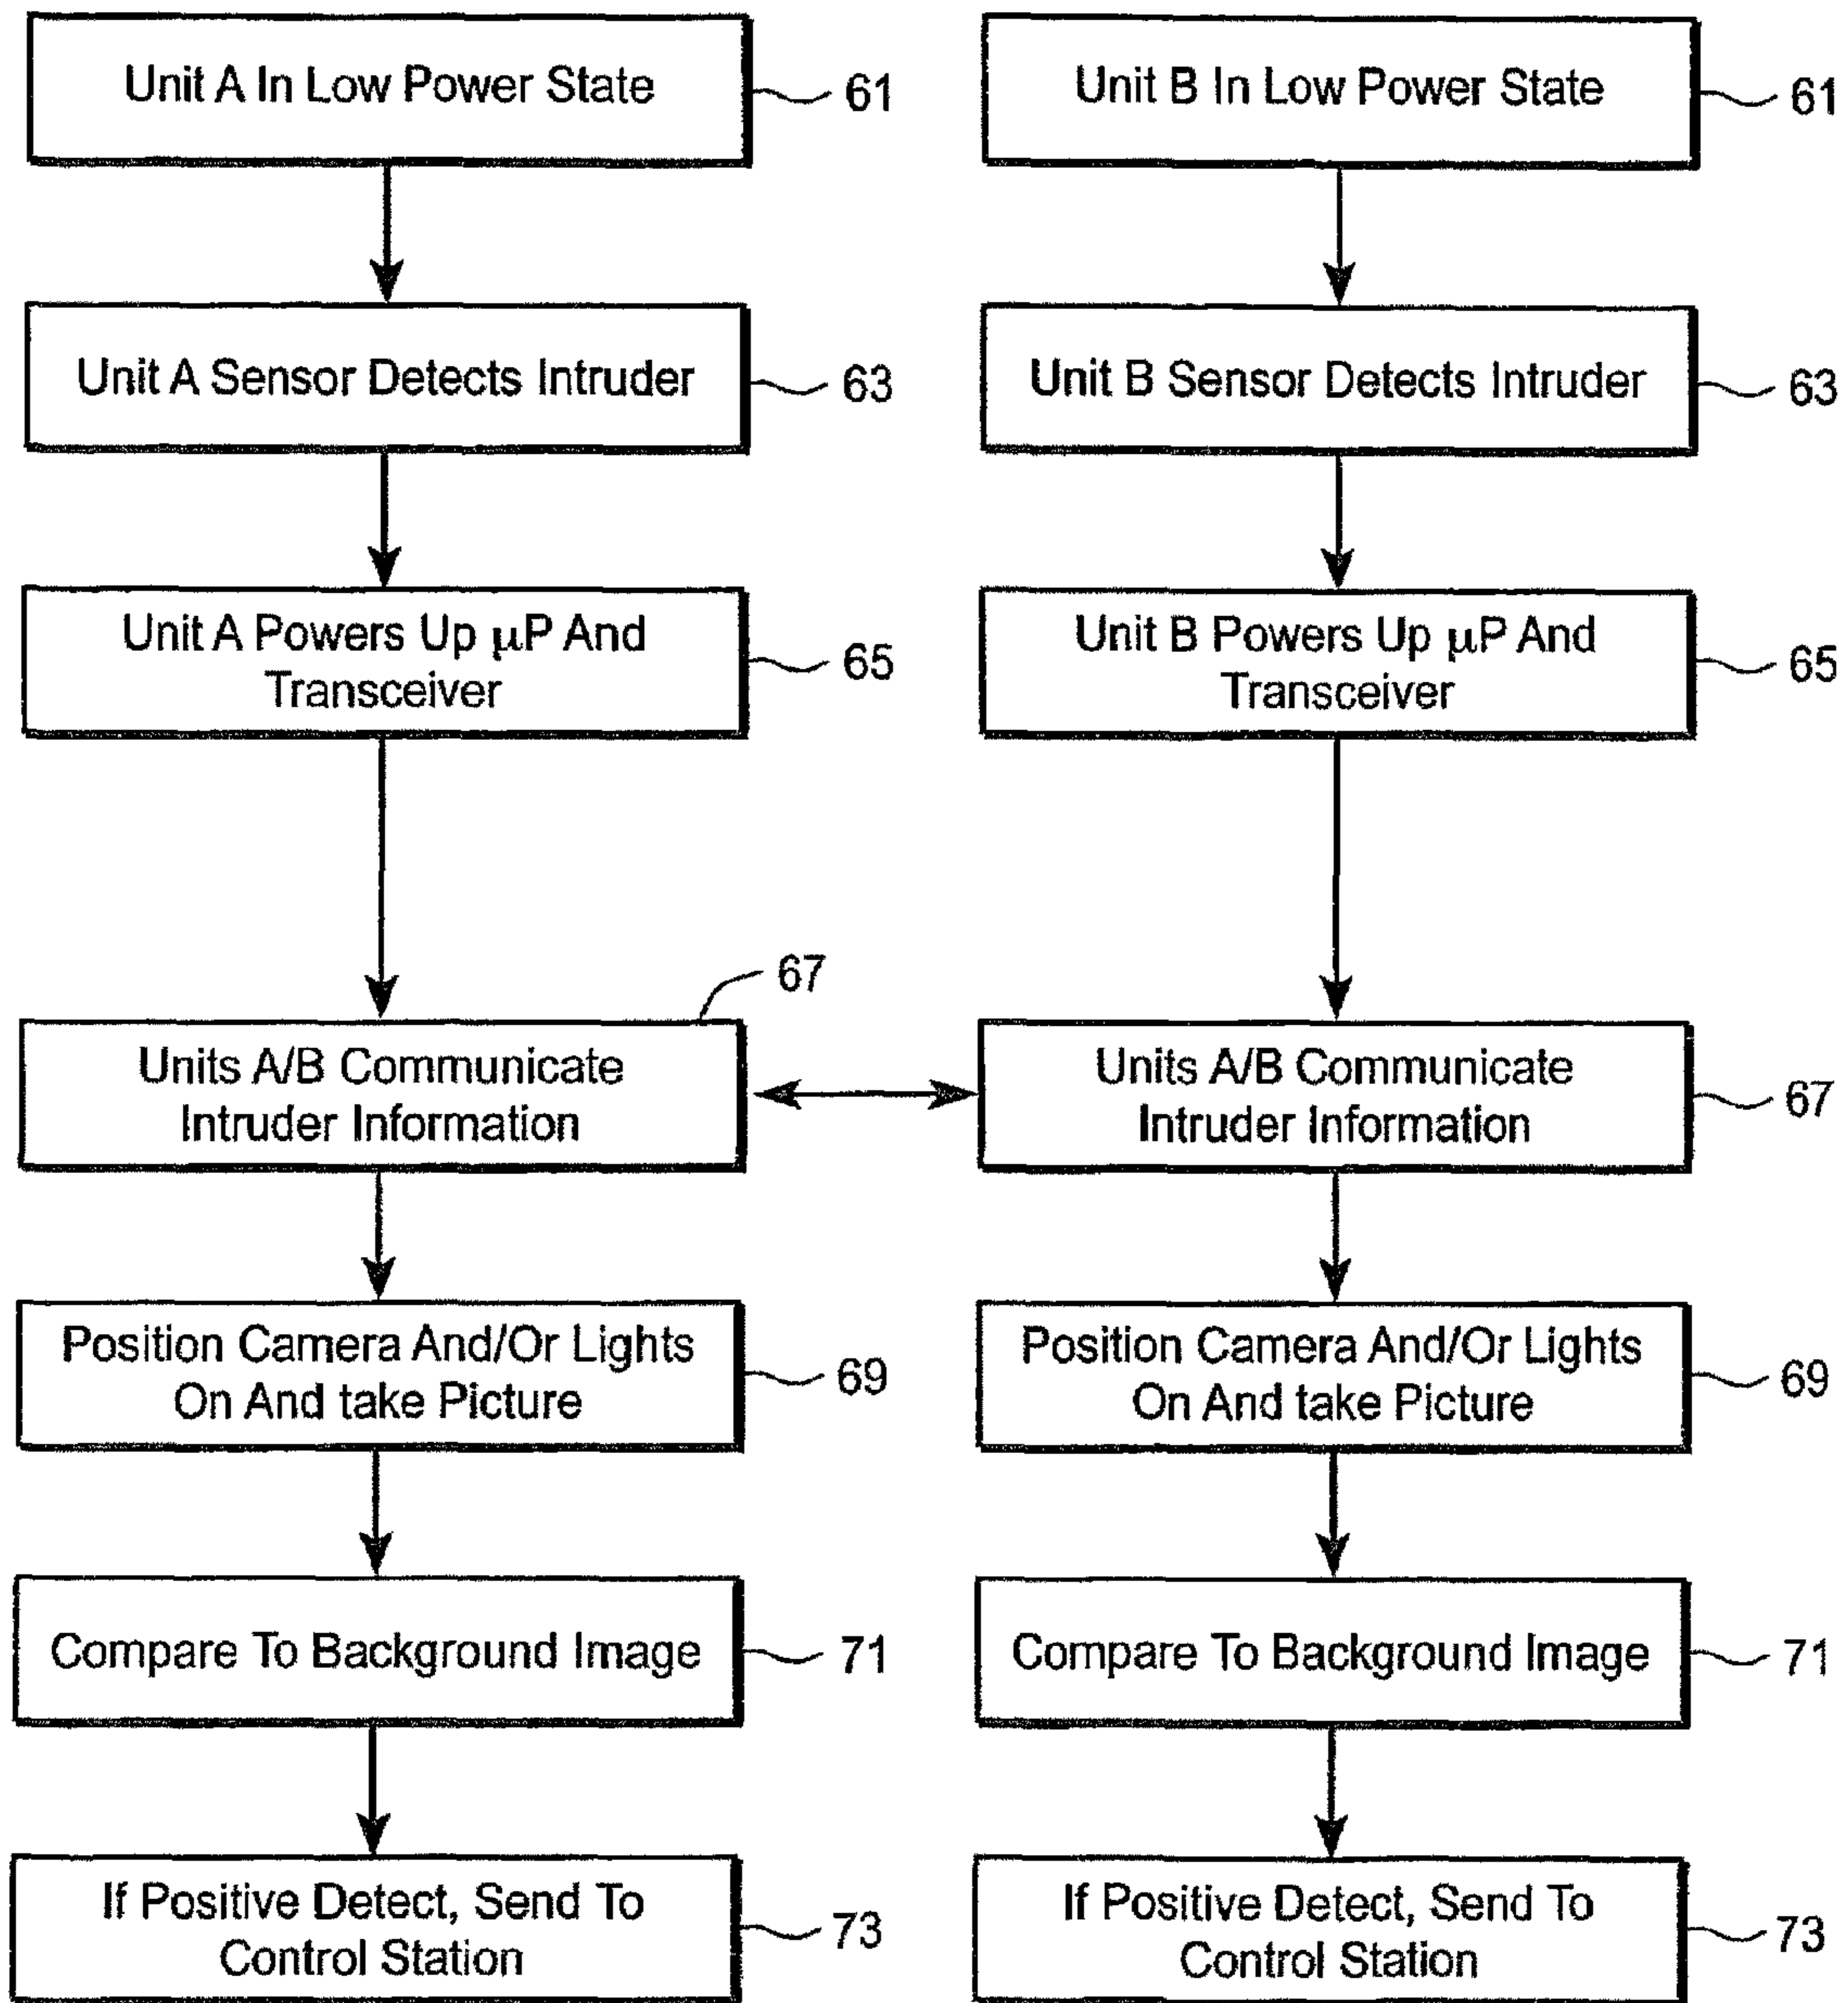 Unit A In Low Power State
61
Unit B In Low Power State
61
Unit A Sensor Detects Intruder
63
Unit B Sensor Detects Intruder
63
Unit A Powers Up μP And
Transceiver
65
Unit B Powers Up μP And
Transceiver
65
67
Units A/B Communicate
Intruder Information
Units A/B Communicate
Intruder Information
67
Position Camera And/Or Lights
On And take Picture
69
Position Camera And/Or Lights
On And take Picture
69
Compare To Background Image
71
Compare To Background Image
71
If Positive Detect, Send To
Control Station
73
If Positive Detect, Send To
Control Station
73